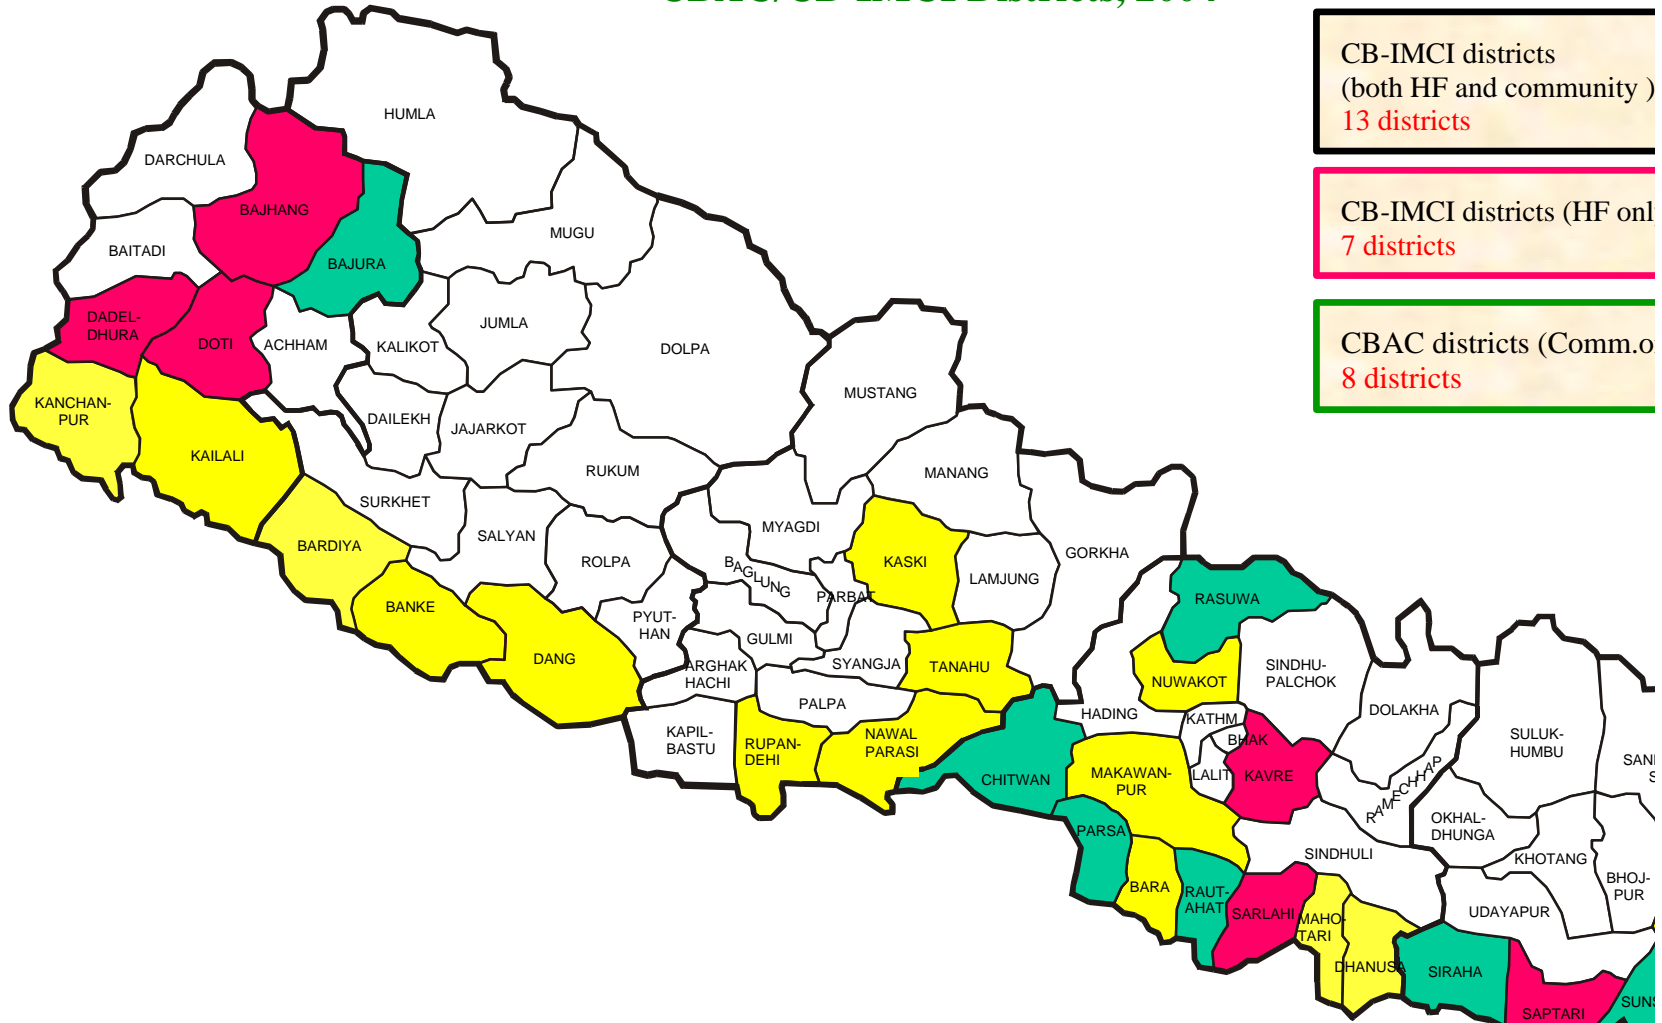 CB-IMCI districts
(both HF and community )
13 districts
CB-IMCI districts (HF
7 districts
CBAC districts
8 districts
HUMLA
DARCHULA
BAJHANG
MUGU
BAITADI
BAJURA
DADEL-
DHURA
DOTI
ACHHAM
KALIKOT
JUMLA
DOLPA
MUSTANG
KANCHAN-
PUR
DAILEKH
JAJARKOT
KAILALI
RUKUM
MANANG
SURKHET
SALYAN
MYAGDI
BARDIYA
ROLPA
BAGLUNG
KASKI
GORKHA
LAMJUNG
PARBAT
RASUWA
BANKE
PYUT-
HAN
GULMI
DANG
ARGHAK
HACHI
SYANGJA
TANAHU
NUWAKOT
SINDHU-
PALCHOK
PALPA
HADING
KATHM
DOLAKHA
KAPIL-
BASTU
RUPAN-
DEHI
NAWAL
PARASI
BHAK
SULUK-
HUMBU
CHITWAN
MAKAWAN-
PUR
LALIT
KAVRE
RAMECHHAP
OKHAL-
DHUNGA
PARSA
SINDHULI
KHOTANG
BARA
RAUT-
AHAT
SARLAHI
MAHO-
TARI
UDAYAPUR
BHOJ-
PUR
DHANUSA
SIRAHA
SAPTARI